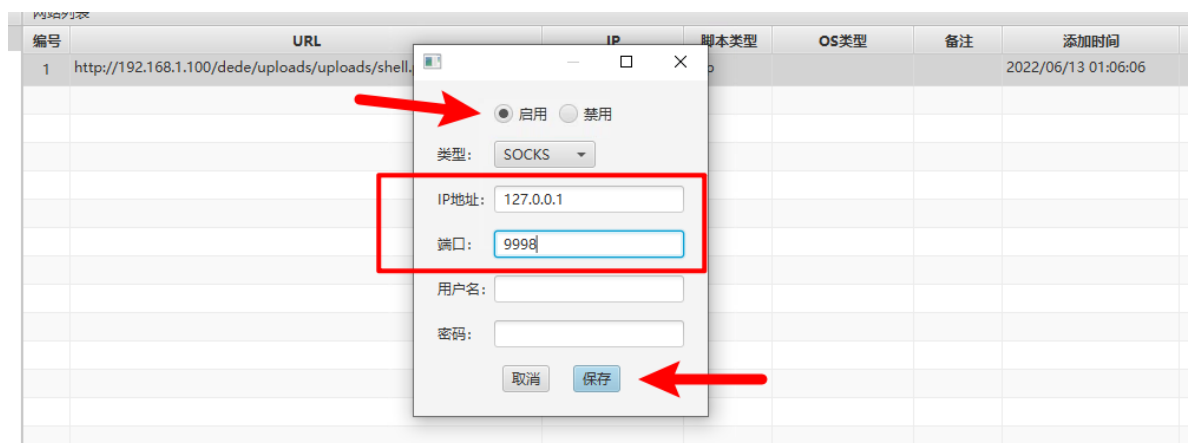 网站列表
编号 URL IP 脚本类型 OS类型 备注 添加时间
1 http://192.168.1.100/dede/uploads/uploads/shell. 2022/06/13 01:06:06
启用 禁用
类型: SOCKS
IP地址: 127.0.0.1
端口: 9998
用户名:
密码:
取消 保存